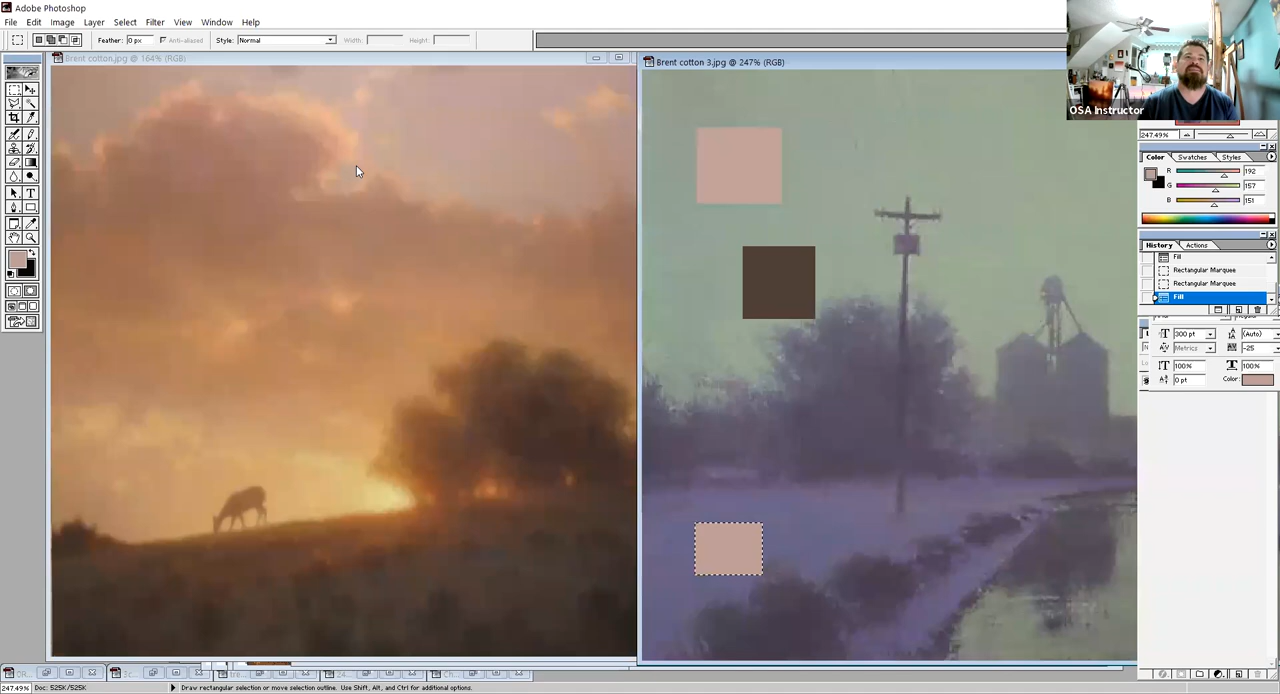 Adobe Photoshop
File Edit Image Layer Select Filter View Window Help
Feather: 0 px Anti-aliased Style: Normal Width: Height:
Brent cotton.jpg @ 164% (RGB)
Brent cotton 3.jpg @ 247% (RGB)
OSA Instructor
247.49%
Color Swatches Styles
R 192
G 157
B 151
History Actions
Fill
Rectangular Marquee
Rectangular Marquee
Fill
300 pt (Auto)
Metrics -25
100% 100%
0 pt Color:
247.49% Doc: 525K/525K Draw rectangular selection or move selection outline. Use Shift, Alt, and Ctrl for additional options.